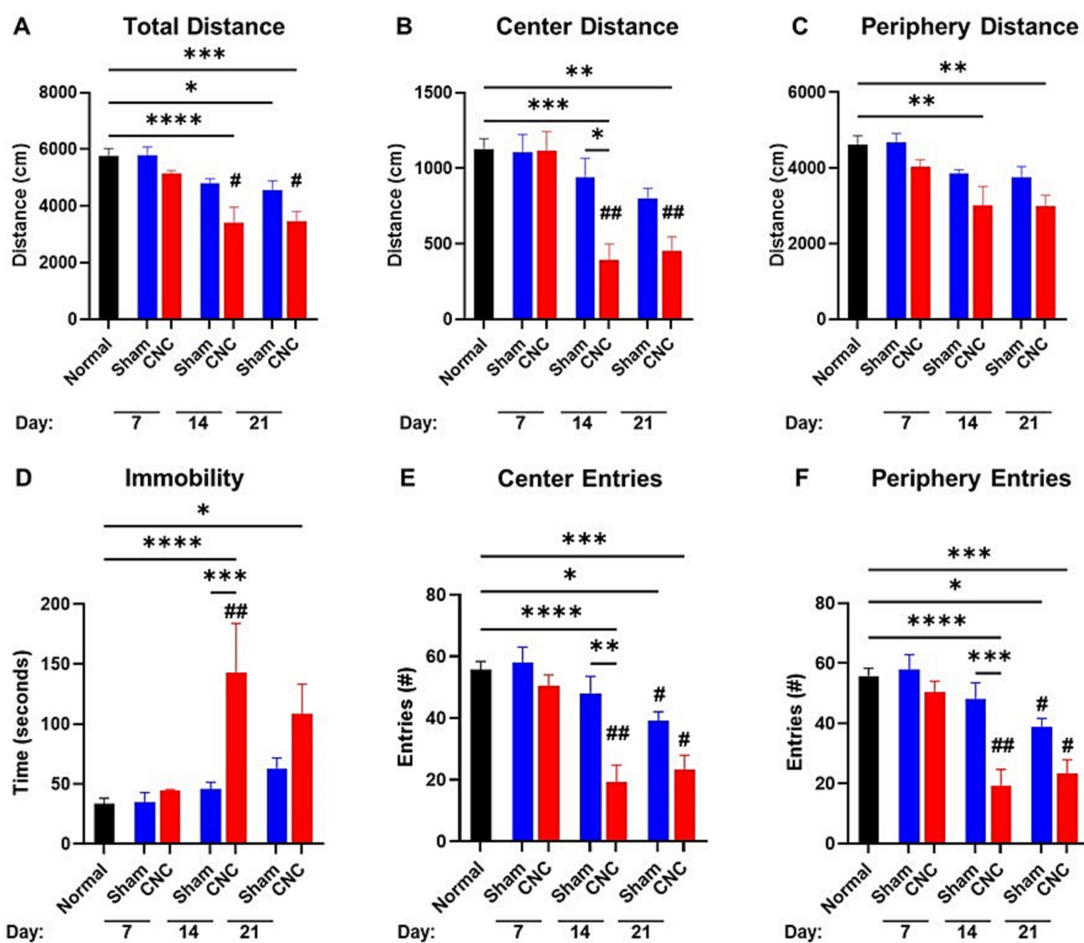 A Total Distance
***
*
****
8000
6000
4000
2000
0
Distance (cm)
#
#
Normal
Sham
CNC
Sham
CNC
Sham
CNC
Day: 7 14 21
B Center Distance
**
***
*
1500
1000
500
0
Distance (cm)
##
##
Normal
Sham
CNC
Sham
CNC
Sham
CNC
Day: 7 14 21
C Periphery Distance
**
**
6000
4000
2000
0
Distance (cm)
Normal
Sham
CNC
Sham
CNC
Sham
CNC
Day: 7 14 21
D Immobility
*
****
***
##
200
150
100
50
0
Time (seconds)
Normal
Sham
CNC
Sham
CNC
Sham
CNC
Day: 7 14 21
E Center Entries
***
*
****
**
80
60
40
20
0
Entries (#)
##
#
#
Normal
Sham
CNC
Sham
CNC
Sham
CNC
Day: 7 14 21
F Periphery Entries
***
*
****
***
80
60
40
20
0
Entries (#)
##
#
#
Normal
Sham
CNC
Sham
CNC
Sham
CNC
Day: 7 14 21